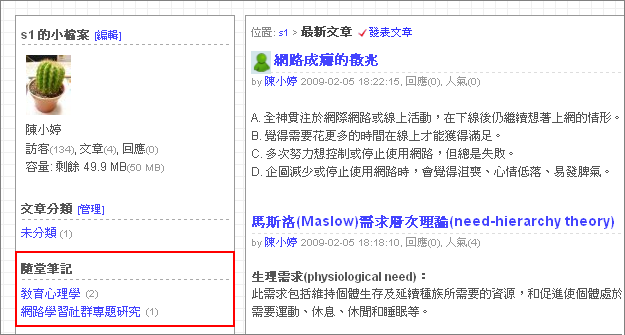 s1 的小檔案 [編輯]
陳小婷
訪客(134), 文章(4), 回應(0)
容量: 剩餘 49.9 MB(50 MB)
文章分類 [管理]
未分類 (1)
隨堂筆記
教育心理學 (2)
網路學習社群專題研究 (1)
位置: s1 > 最新文章 發表文章
網路成癮的徵兆
by 陳小婷 2009-02-05 18:22:15, 回應(0), 人氣(0)
A. 全神貫注於網際網路或線上活動，在下線後仍繼續想著上網的情形。
B. 覺得需要花更多的時間在線上才能獲得滿足。
C. 多次努力想控制或停止使用網路，但總是失敗。
D. 企圖減少或停止使用網路時，會覺得沮喪、心情低落、易發脾氣。
馬斯洛(Maslow)需求層次理論(need-hierarchy theory)
by 陳小婷 2009-02-05 18:18:10, 回應(0), 人氣(4)
生理需求(physiological need)：
此需求包括維持個體生存及延續種族所需要的資源，和促進使個體處於
需要運動、休息、休閒和睡眠等。